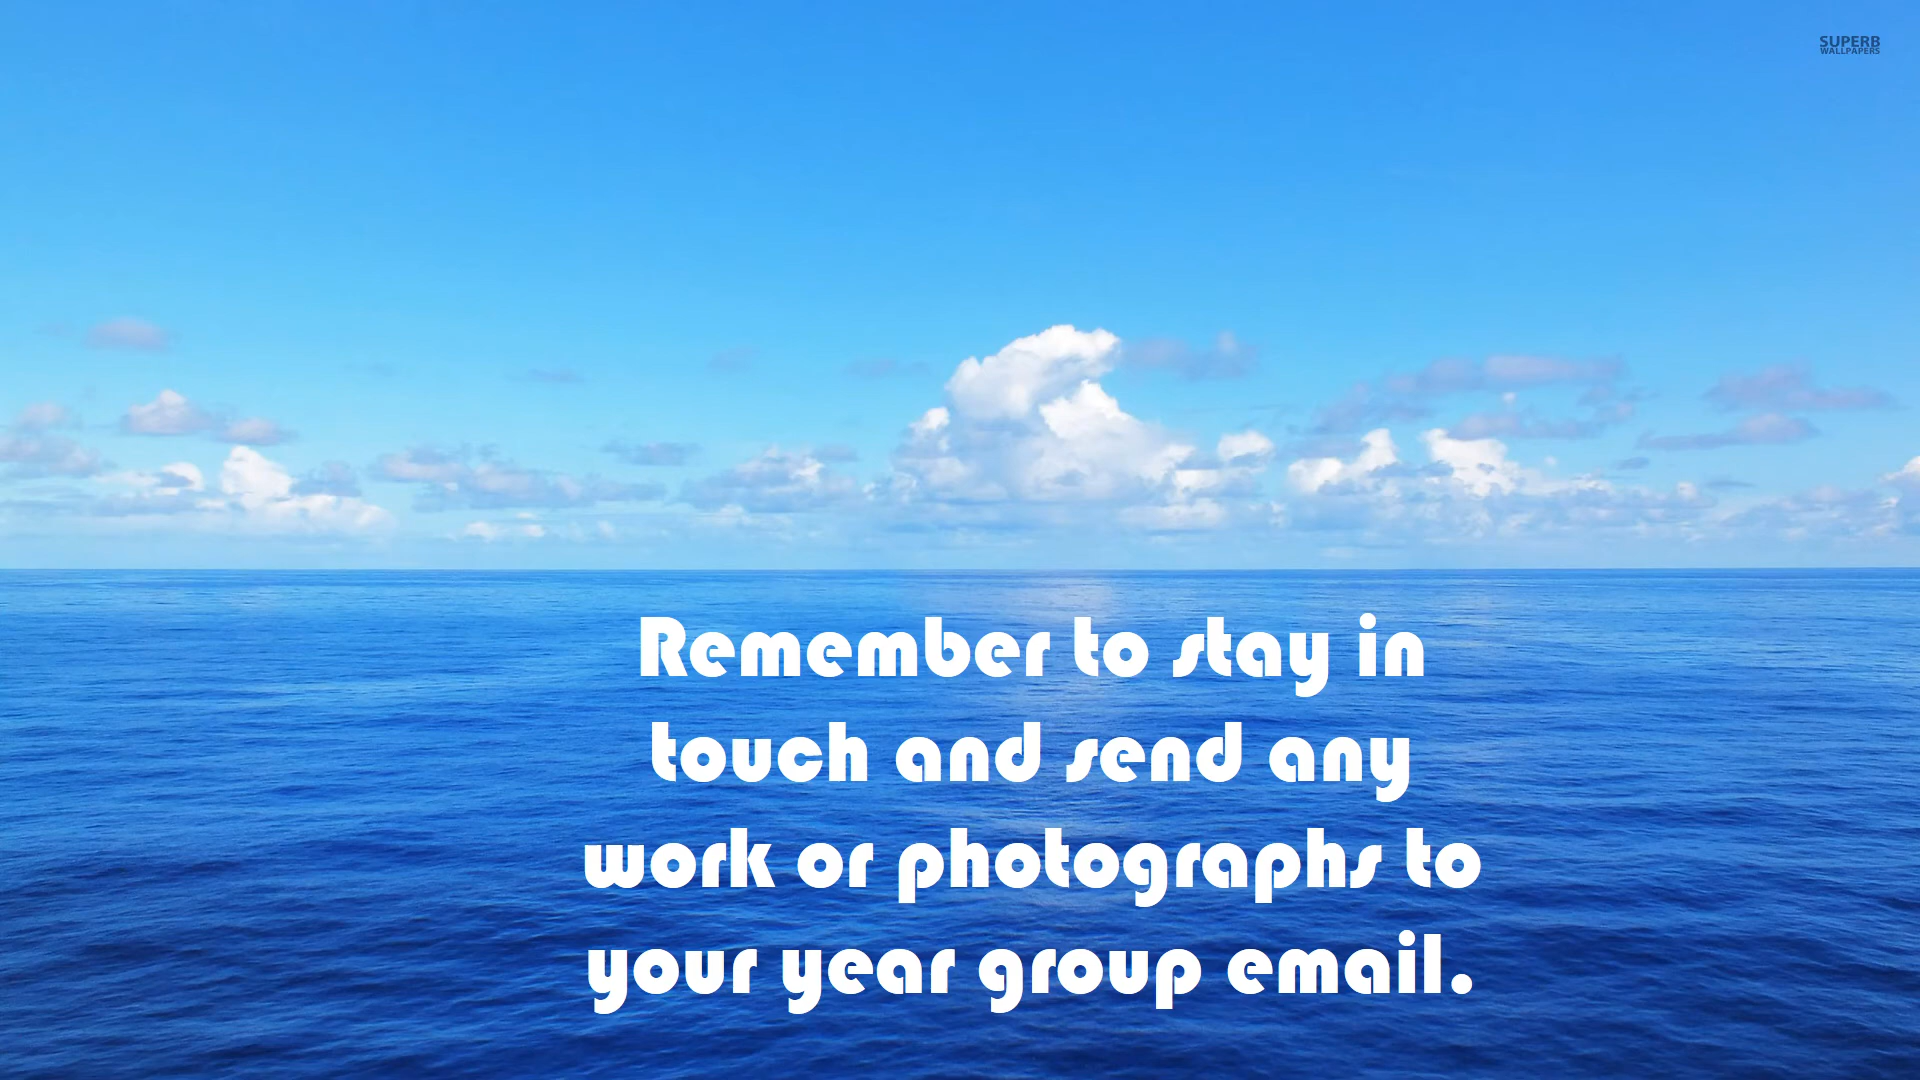 SUPERB
WALLPAPERS
Remember to stay in
touch and send any
work or photographs to
your year group email.